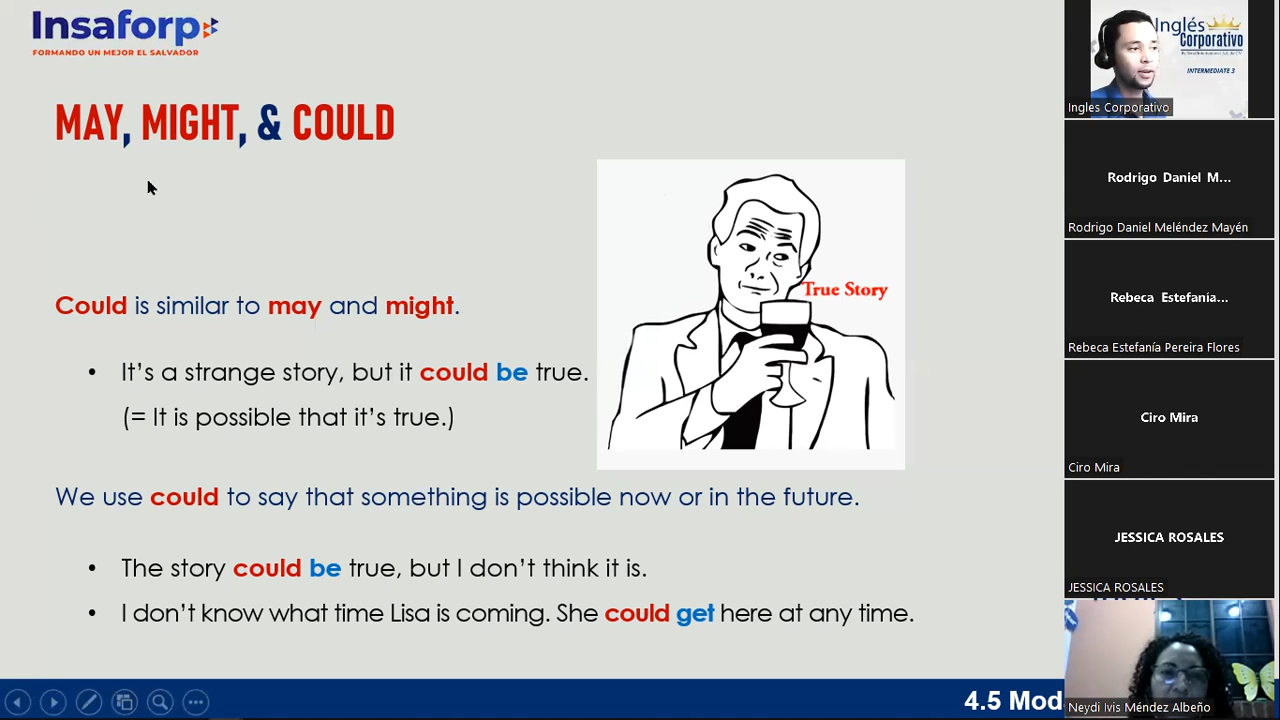 Insaforp
FORMANDO UN MEJOR EL SALVADOR
MAY, MIGHT, & COULD
Could is similar to may and might.
• It’s a strange story, but it could be true.
(= It is possible that it’s true.)
True Story
We use could to say that something is possible now or in the future.
• The story could be true, but I don’t think it is.
• I don’t know what time Lisa is coming. She could get here at any time.
4.5 Mod
Inglés
Corporativo
INTERMEDIATE 3
Ingles Corporativo
Rodrigo Daniel M...
Rodrigo Daniel Meléndez Mayén
Rebeca Estefanía...
Rebeca Estefanía Pereira Flores
Ciro Mira
Ciro Mira
JESSICA ROSALES
JESSICA ROSALES
Neydi Ivis Méndez Albeño